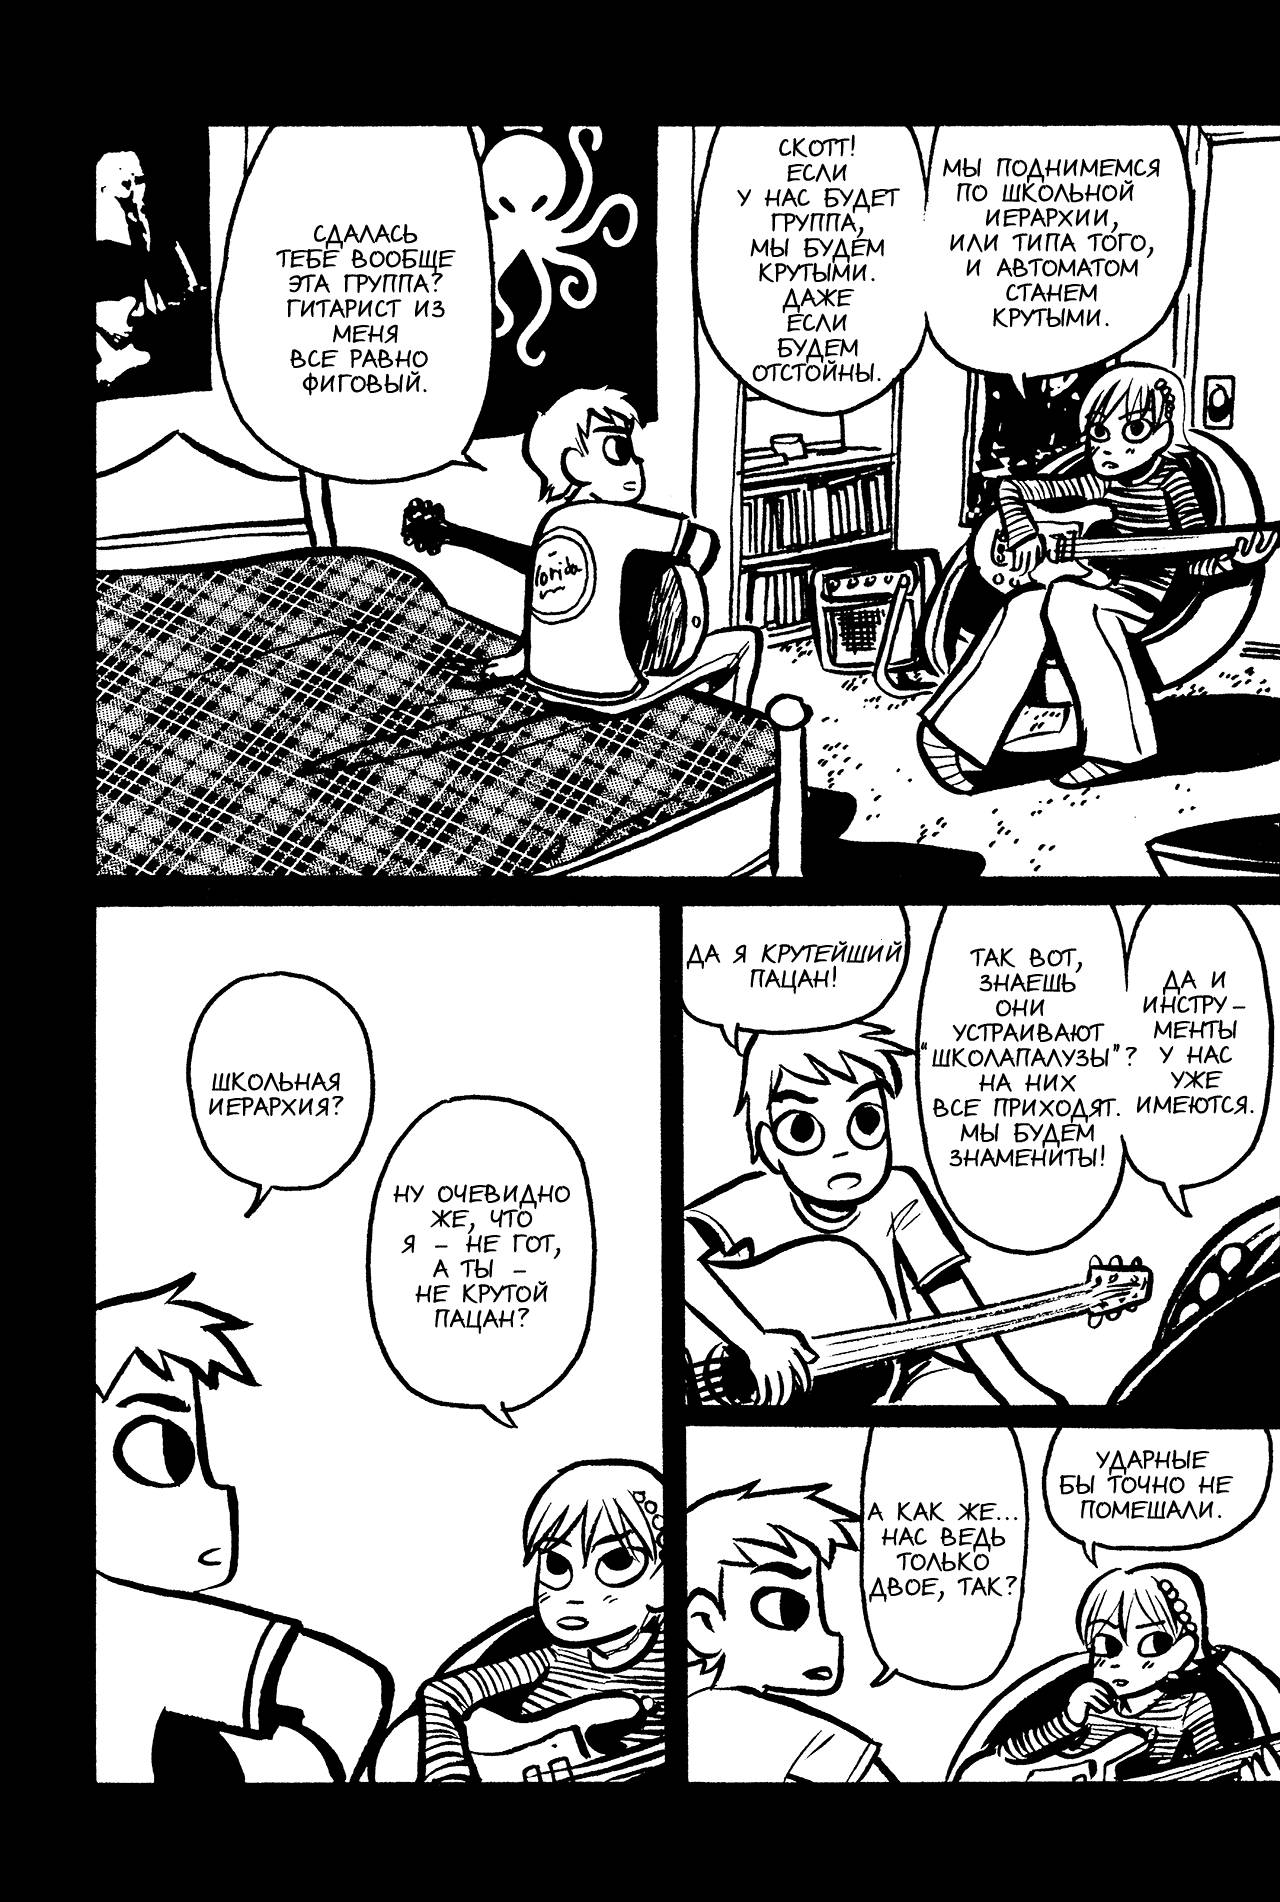 СДАЛАСЬ
ТЕБЕ ВООБЩЕ
ЭТА ГРУППА?
ГИТАРИСТ ИЗ
МЕНЯ
ВСЕ РАВНО
ФИГОВЫЙ.
СКОТТ!
ЕСЛИ
У НАС БУДЕТ
ГРУППА,
МЫ БУДЕМ
КРУТЫМИ.
ДАЖЕ
ЕСЛИ
БУДЕМ
ОТСТОЙНЫ.
МЫ ПОДНИМЕМСЯ
ПО ШКОЛЬНОЙ
ИЕРАРХИИ,
ИЛИ ТИПА ТОГО,
И АВТОМАТОМ
СТАНЕМ
КРУТЫМИ.
lorida
ШКОЛЬНАЯ
ИЕРАРХИЯ?
НУ ОЧЕВИДНО
ЖЕ, ЧТО
Я – НЕ ГОТ,
А ТЫ –
НЕ КРУТОЙ
ПАЦАН?
ДА Я КРУТЕЙШИЙ
ПАЦАН!
ТАК ВОТ,
ЗНАЕШЬ
ОНИ
УСТРАИВАЮТ
"ШКОЛАПАЛУЗЫ"?
НА НИХ
ВСЕ ПРИХОДЯТ.
МЫ БУДЕМ
ЗНАМЕНИТЫ!
ДА И
ИНСТРУ–
МЕНТЫ
У НАС
УЖЕ
ИМЕЮТСЯ.
А КАК ЖЕ...
НАС ВЕДЬ
ТОЛЬКО
ДВОЕ, ТАК?
УДАРНЫЕ
БЫ ТОЧНО НЕ
ПОМЕШАЛИ.